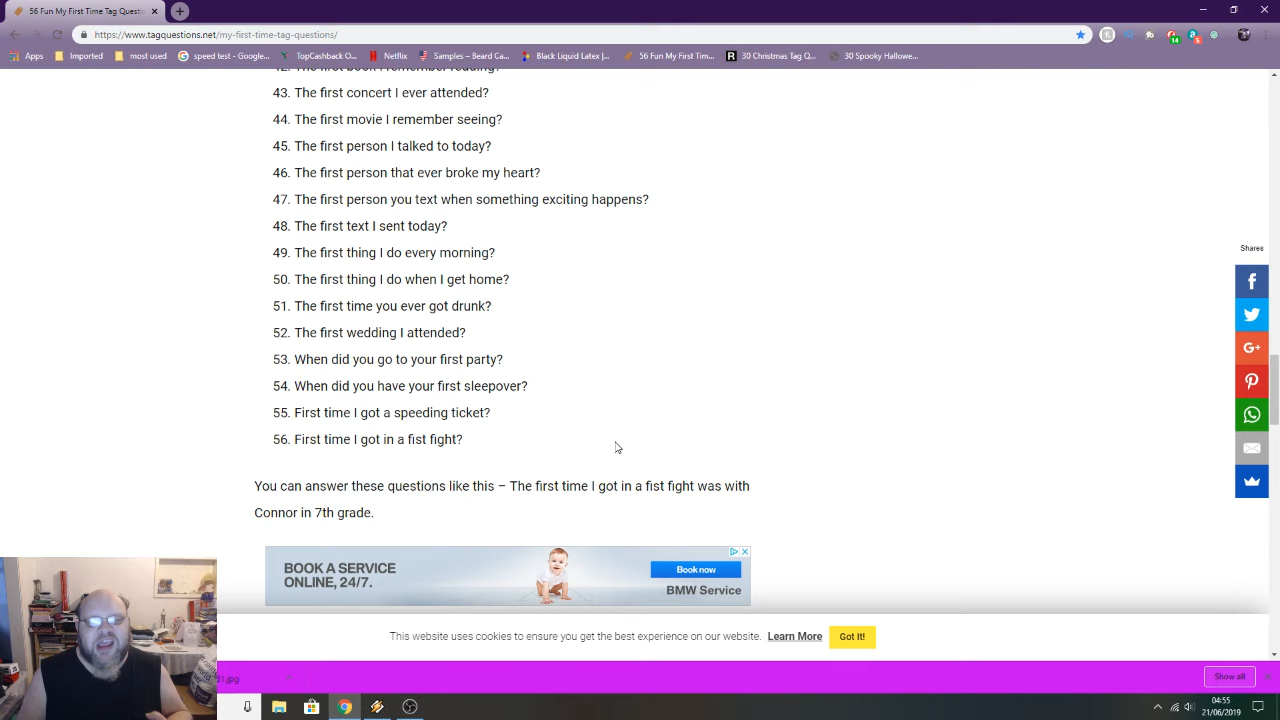 56 Fun My First Time Tag Questi
https://www.tagquestions.net/my-first-time-tag-questions/
Apps Imported most used speed test - Google... TopCashback O... Netflix Samples – Beard Ca... Black Liquid Latex |... 56 Fun My First Tim... 30 Christmas Tag Q... 30 Spooky Hallowe...
42. The first book I remember reading?
43. The first concert I ever attended?
44. The first movie I remember seeing?
45. The first person I talked to today?
46. The first person that ever broke my heart?
47. The first person you text when something exciting happens?
48. The first text I sent today?
49. The first thing I do every morning?
50. The first thing I do when I get home?
51. The first time you ever got drunk?
52. The first wedding I attended?
53. When did you go to your first party?
54. When did you have your first sleepover?
55. First time I got a speeding ticket?
56. First time I got in a fist fight?
You can answer these questions like this – The first time I got in a fist fight was with
Connor in 7th grade.
Shares
BOOK A SERVICE
ONLINE, 24/7.
Book now
BMW Service
This website uses cookies to ensure you get the best experience on our website. Learn More Got It!
d1.jpg
Show all
04:55
21/06/2019